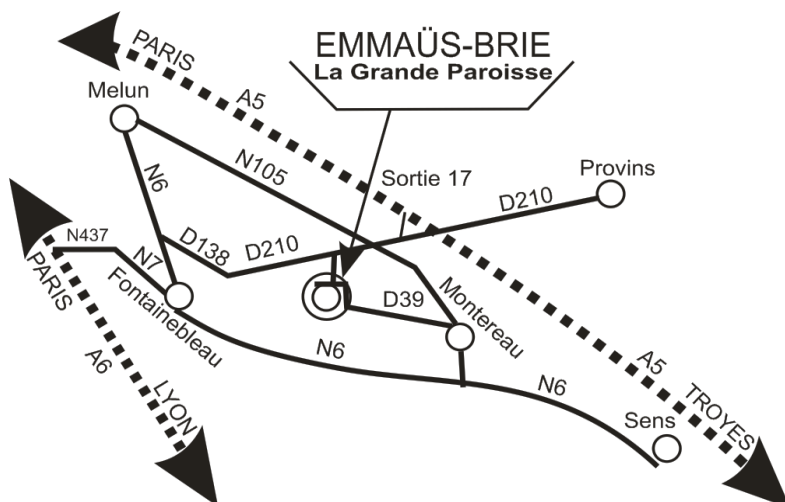 EMMAÜS-BRIE
La Grande Paroisse
PARIS
A5
Melun
N105
Sortie 17
Provins
D210
N6
N437
N7
D138
D210
PARIS
Fontainebleau
D39
Montereau
A6
LYON
N6
N6
A5
TROYES
Sens